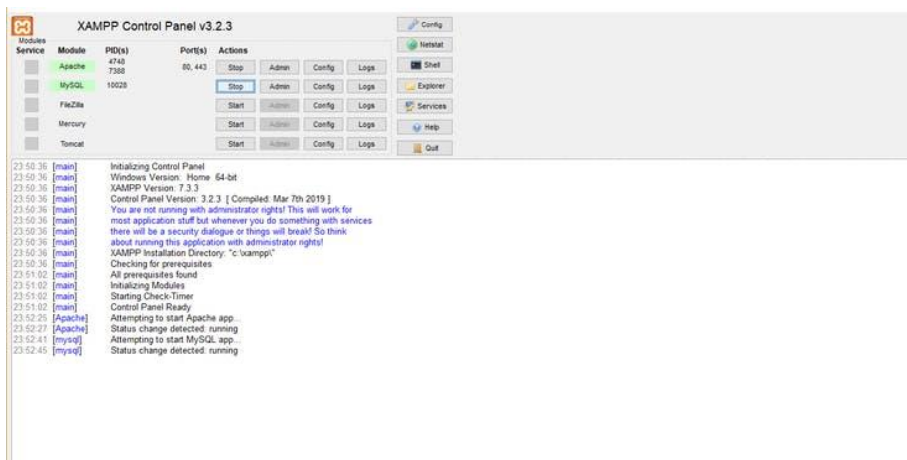 XAMPP Control Panel v3.2.3
Modules
Service Module PID(s) Port(s) Actions
Apache 4748 7388 80, 443 Stop Admin Config Logs
MySQL 10028 Stop Admin Config Logs
FileZilla Start Admin Config Logs
Mercury Start Admin Config Logs
Tomcat Start Admin Config Logs
Config
Netstat
Shell
Explorer
Services
Help
Quit
23:50:36 [main] Initializing Control Panel
23:50:36 [main] Windows Version: Home 64-bit
23:50:36 [main] XAMPP Version: 7.3.3
23:50:36 [main] Control Panel Version: 3.2.3 [ Compiled: Mar 7th 2019 ]
23:50:36 [main] You are not running with administrator rights! This will work for
23:50:36 [main] most application stuff but whenever you do something with services
23:50:36 [main] there will be a security dialogue or things will break! So think
23:50:36 [main] about running this application with administrator rights!
23:50:36 [main] XAMPP Installation Directory: "c:\xampp\"
23:50:36 [main] Checking for prerequisites
23:51:02 [main] All prerequisites found
23:51:02 [main] Initializing Modules
23:51:02 [main] Starting Check-Timer
23:51:02 [main] Control Panel Ready
23:52:25 [Apache] Attempting to start Apache app...
23:52:27 [Apache] Status change detected: running
23:52:41 [mysql] Attempting to start MySQL app...
23:52:45 [mysql] Status change detected: running